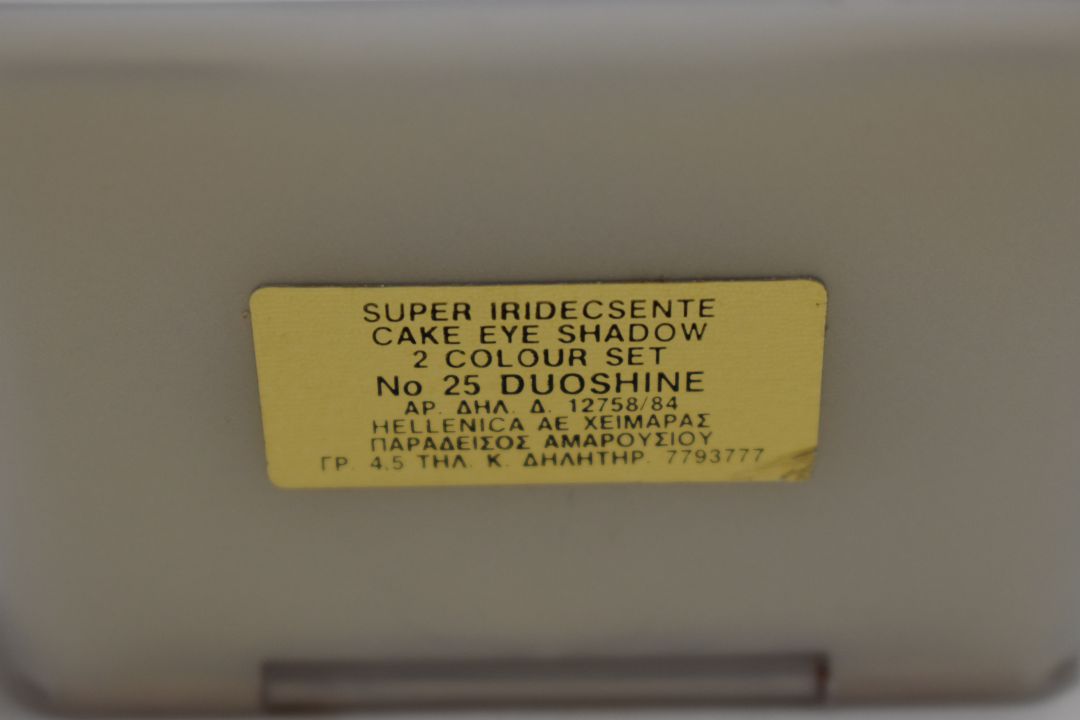 SUPER IRIDECSENTE
CAKE EYE SHADOW
2 COLOUR SET
No 25 DUOSHINE
ΑΡ. ΔΗΛ. Δ. 12758/84
HELLENICA AE ΧΕΙΜΑΡΑΣ
ΠΑΡΑΔΕΙΣΟΣ ΑΜΑΡΟΥΣΙΟΥ
ΓΡ. 4,5 ΤΗΛ. Κ. ΔΗΛΗΤΗΡ. 7793777